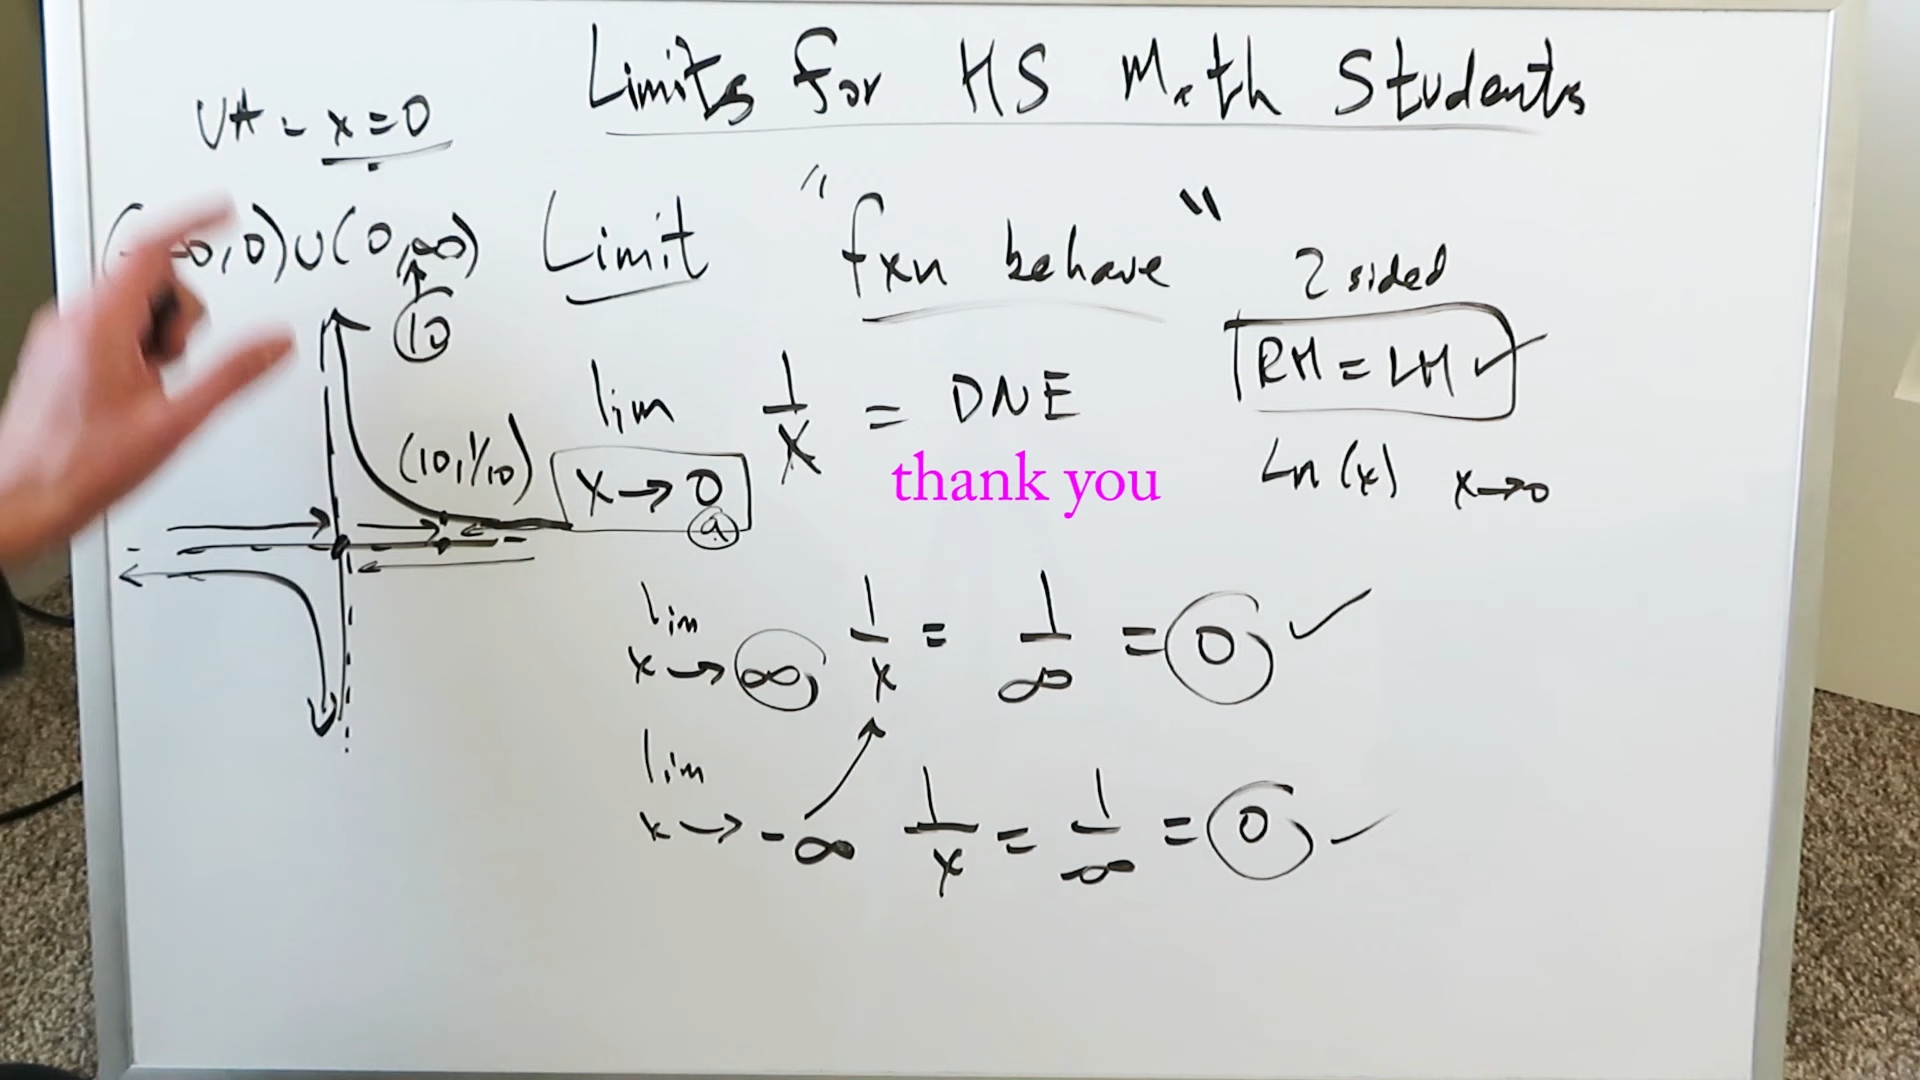 Limits for HS Math Students
VA - x=0
(-∞,0)∪(0,∞)
10
(10,1/10)
Limit "fxn behave"
2 sided
RH = LH ✓
Ln(x) x→0
lim x→0 1/x = DNE
a
thank you
lim x→∞ 1/x = 1/∞ = 0 ✓
lim x→-∞ 1/x = 1/-∞ = 0 ✓